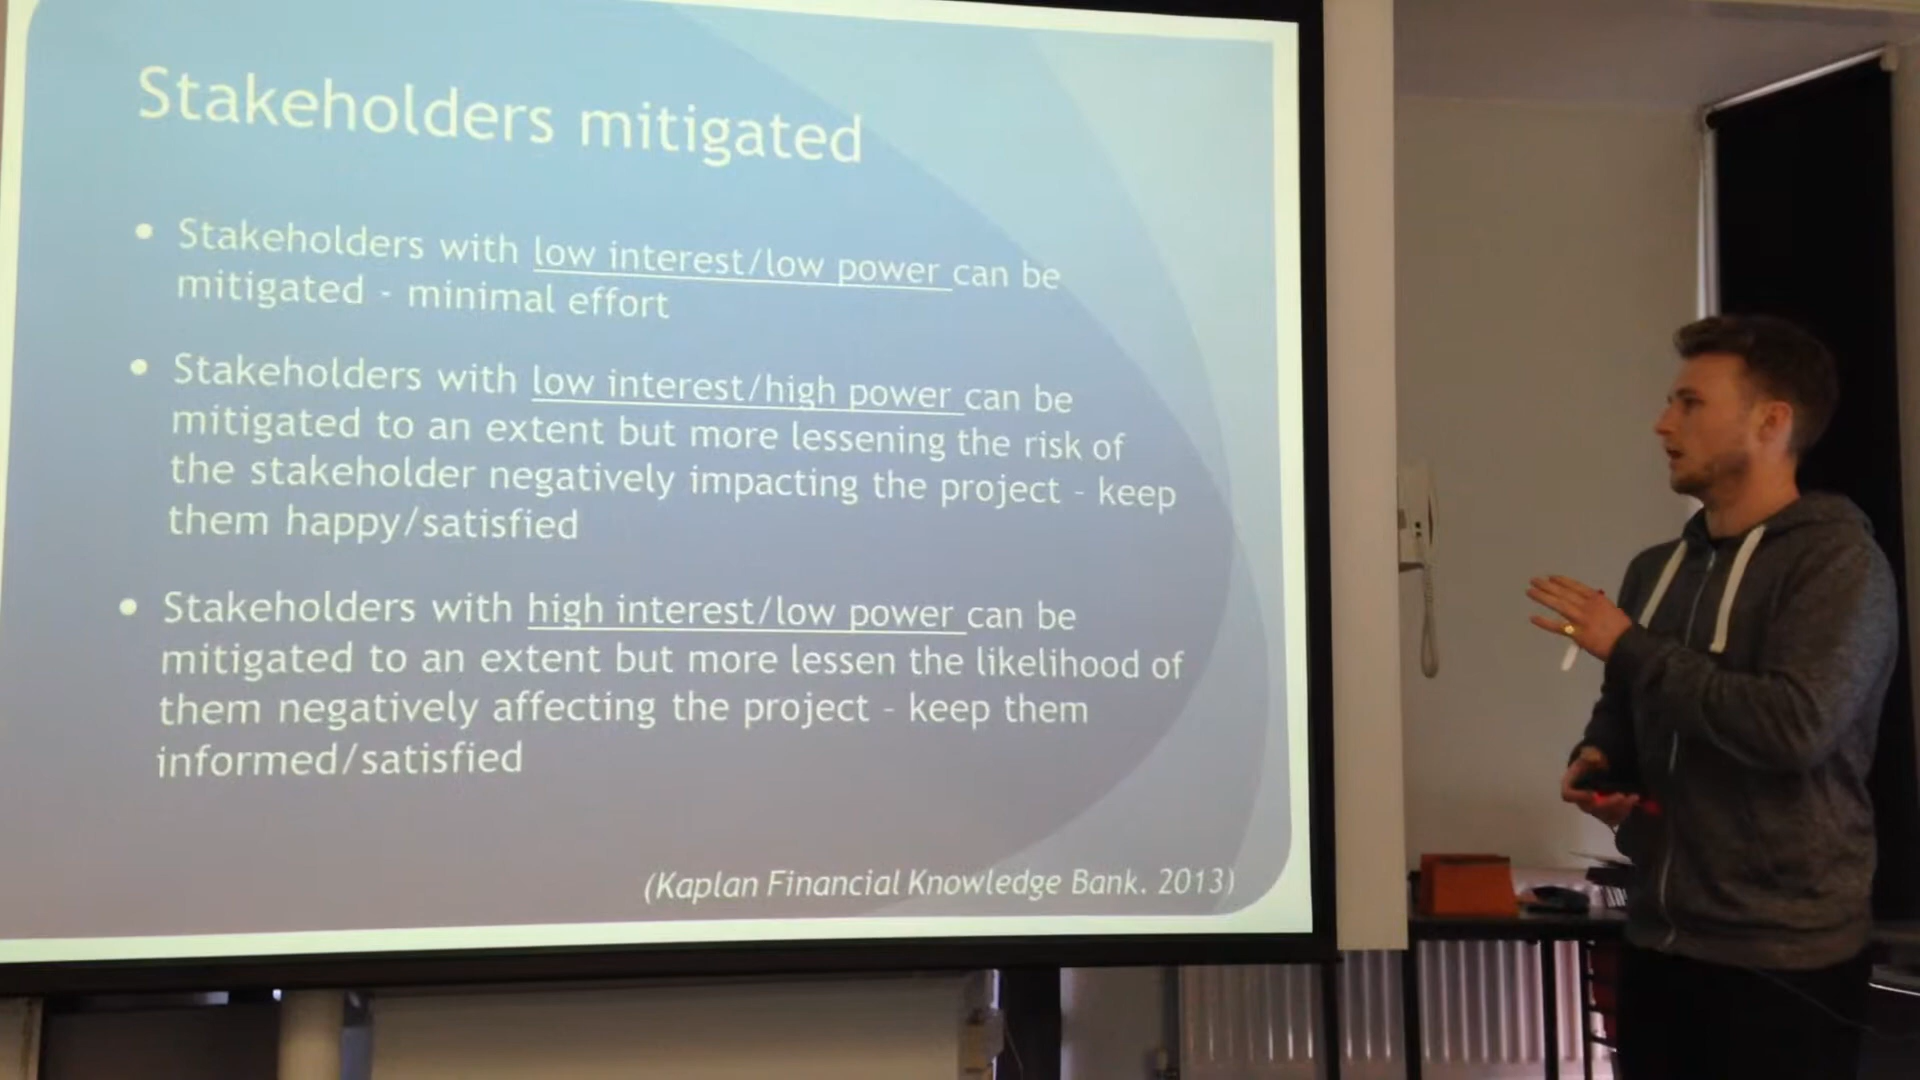 Stakeholders mitigated
• Stakeholders with low interest/low power can be
mitigated - minimal effort
• Stakeholders with low interest/high power can be
mitigated to an extent but more lessening the risk of
the stakeholder negatively impacting the project - keep
them happy/satisfied
• Stakeholders with high interest/low power can be
mitigated to an extent but more lessen the likelihood of
them negatively affecting the project - keep them
informed/satisfied
(Kaplan Financial Knowledge Bank. 2013)